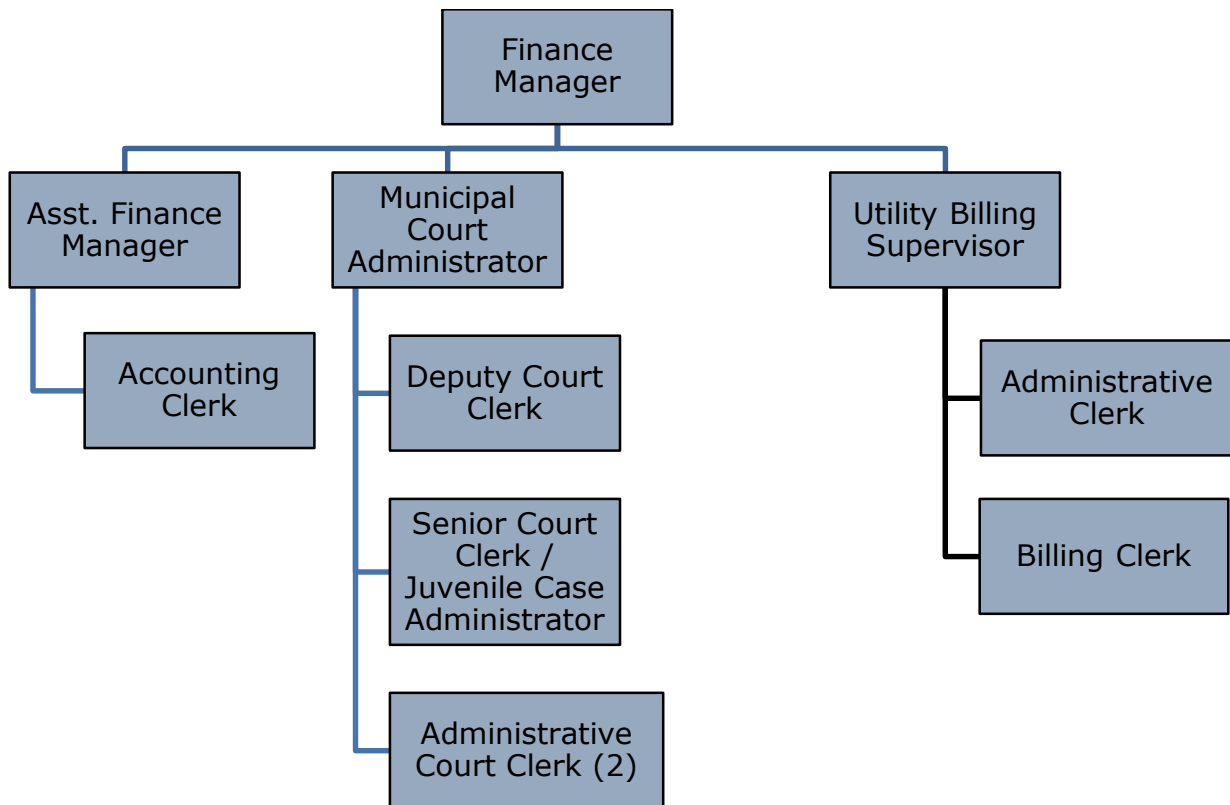 Finance
Manager
Asst. Finance
Manager
Municipal
Court
Administrator
Utility Billing
Supervisor
Accounting
Clerk
Deputy Court
Clerk
Administrative
Clerk
Senior Court
Clerk /
Juvenile Case
Administrator
Billing Clerk
Administrative
Court Clerk (2)